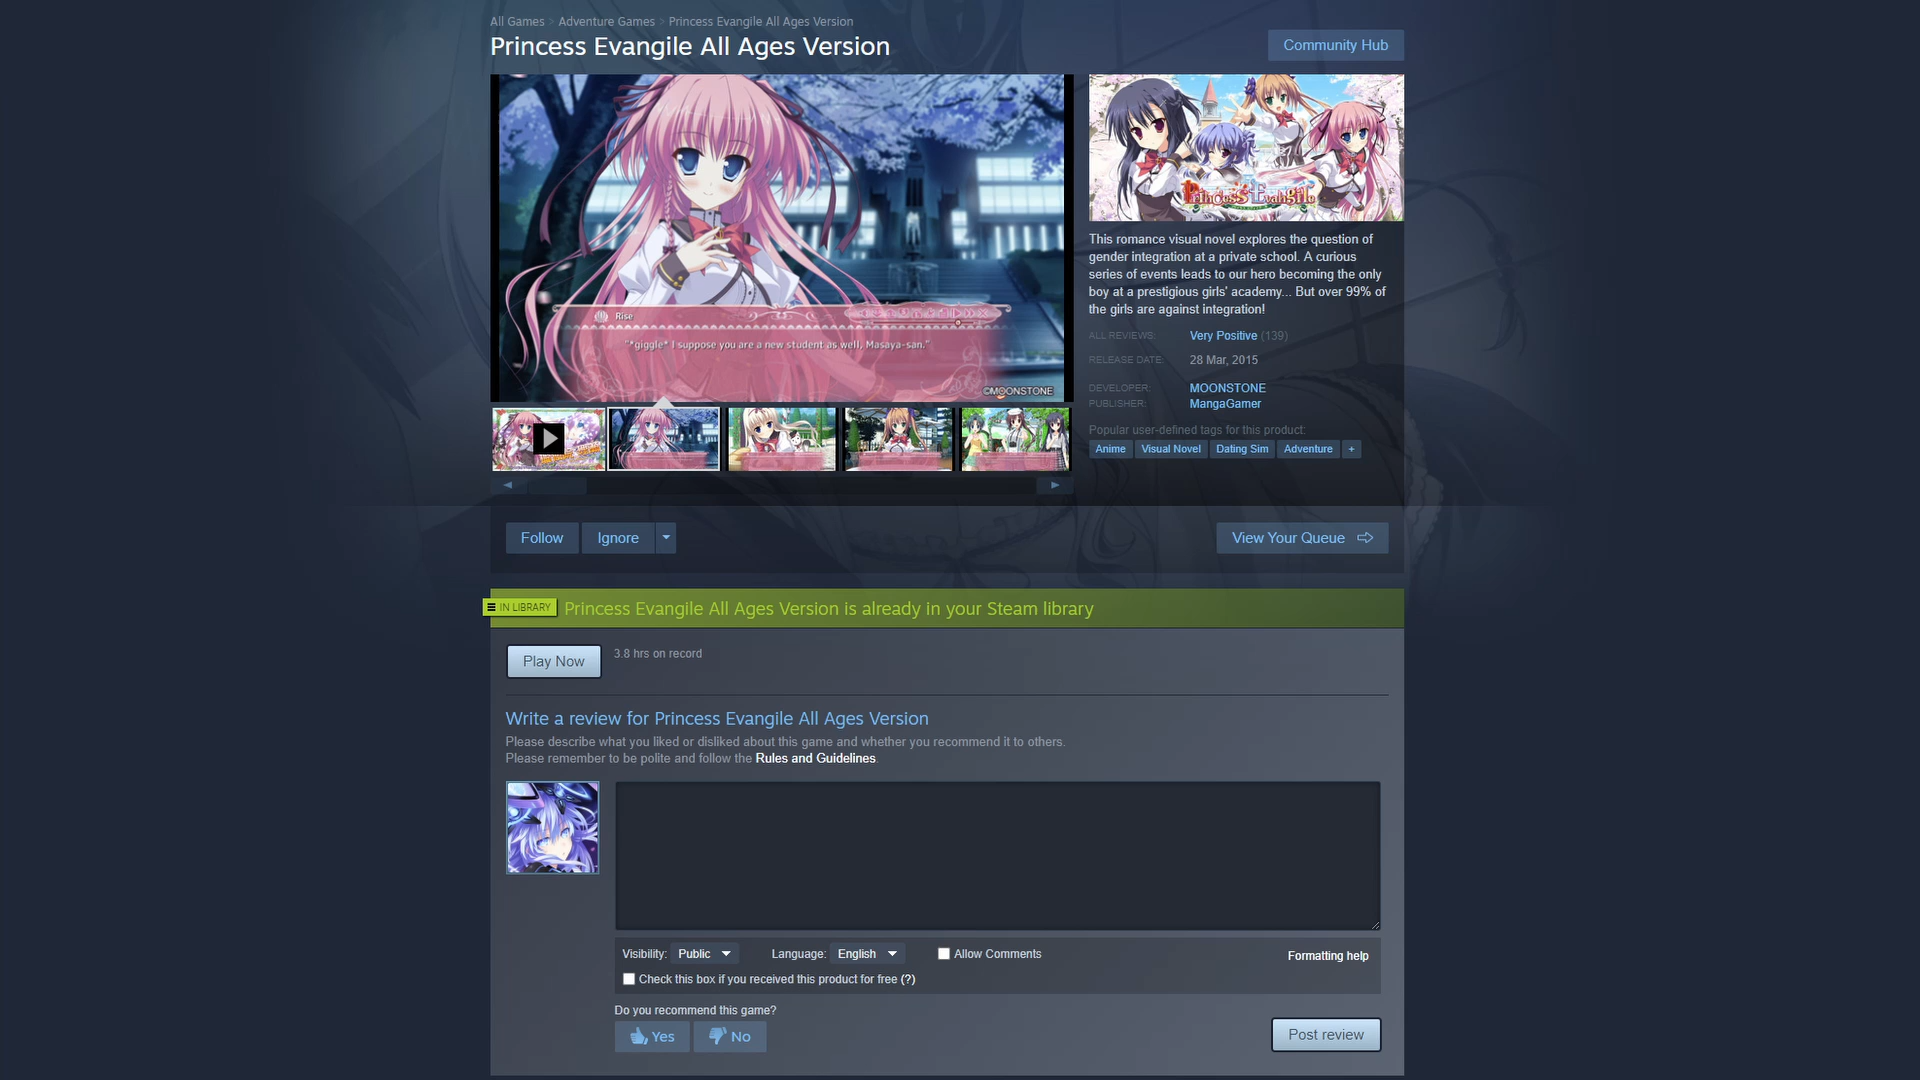 All Games > Adventure Games > Princess Evangile All Ages Version
Princess Evangile All Ages Version
Community Hub
Rise
"*giggle* I suppose you are a new student as well, Masaya-san."
©MOONSTONE
Princess Evangile
This romance visual novel explores the question of
gender integration at a private school. A curious
series of events leads to our hero becoming the only
boy at a prestigious girls' academy... But over 99% of
the girls are against integration!
ALL REVIEWS: Very Positive (139)
RELEASE DATE: 28 Mar, 2015
DEVELOPER: MOONSTONE
PUBLISHER: MangaGamer
Popular user-defined tags for this product:
Anime Visual Novel Dating Sim Adventure +
Follow Ignore View Your Queue
IN LIBRARY Princess Evangile All Ages Version is already in your Steam library
Play Now 3.8 hrs on record
Write a review for Princess Evangile All Ages Version
Please describe what you liked or disliked about this game and whether you recommend it to others.
Please remember to be polite and follow the Rules and Guidelines.
Visibility: Public Language: English Allow Comments Formatting help
Check this box if you received this product for free (?)
Do you recommend this game?
Yes No Post review